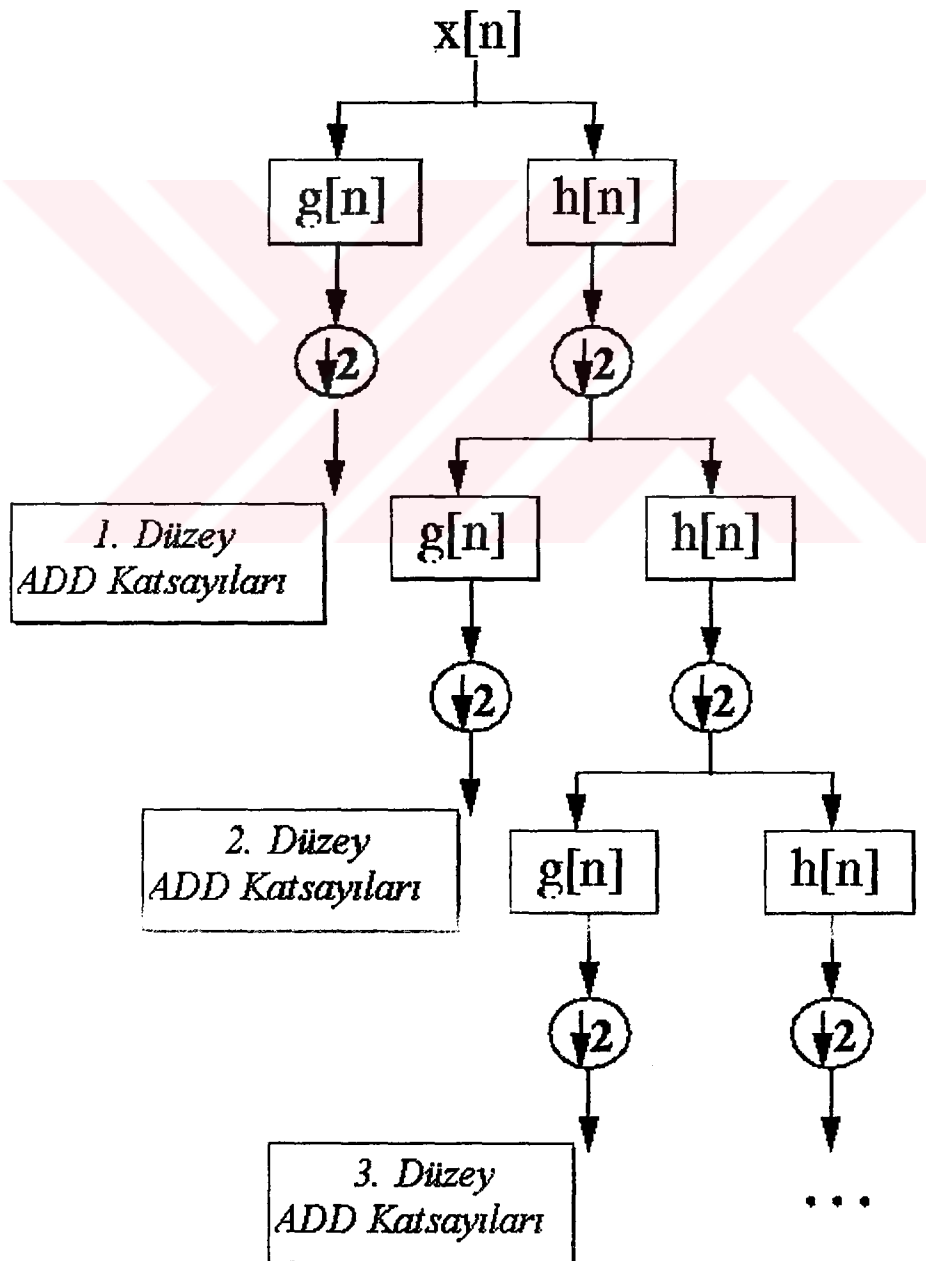 x[n]
g[n] h[n]
↓2 ↓2
1. Düzey
ADD Katsayıları
g[n] h[n]
↓2 ↓2
2. Düzey
ADD Katsayıları
g[n] h[n]
↓2 ↓2
3. Düzey
ADD Katsayıları
...